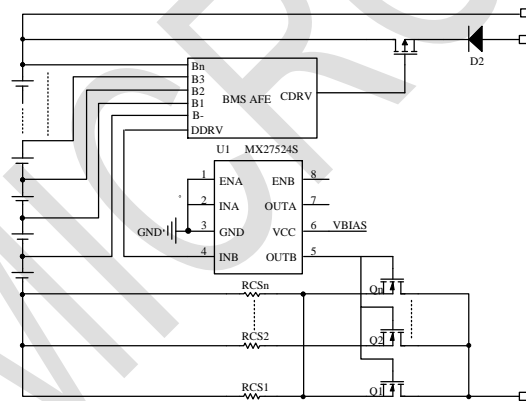 D2
Bn
B3
B2
B1
B-
DDRV
BMS AFE
CDRV
U1 MX27524S
1 ENA ENB 8
2 INA OUTA 7
GND 3 GND VCC 6 VBIAS
4 INB OUTB 5
RCSn
Qn
RCS2
Q2
RCS1
Q1